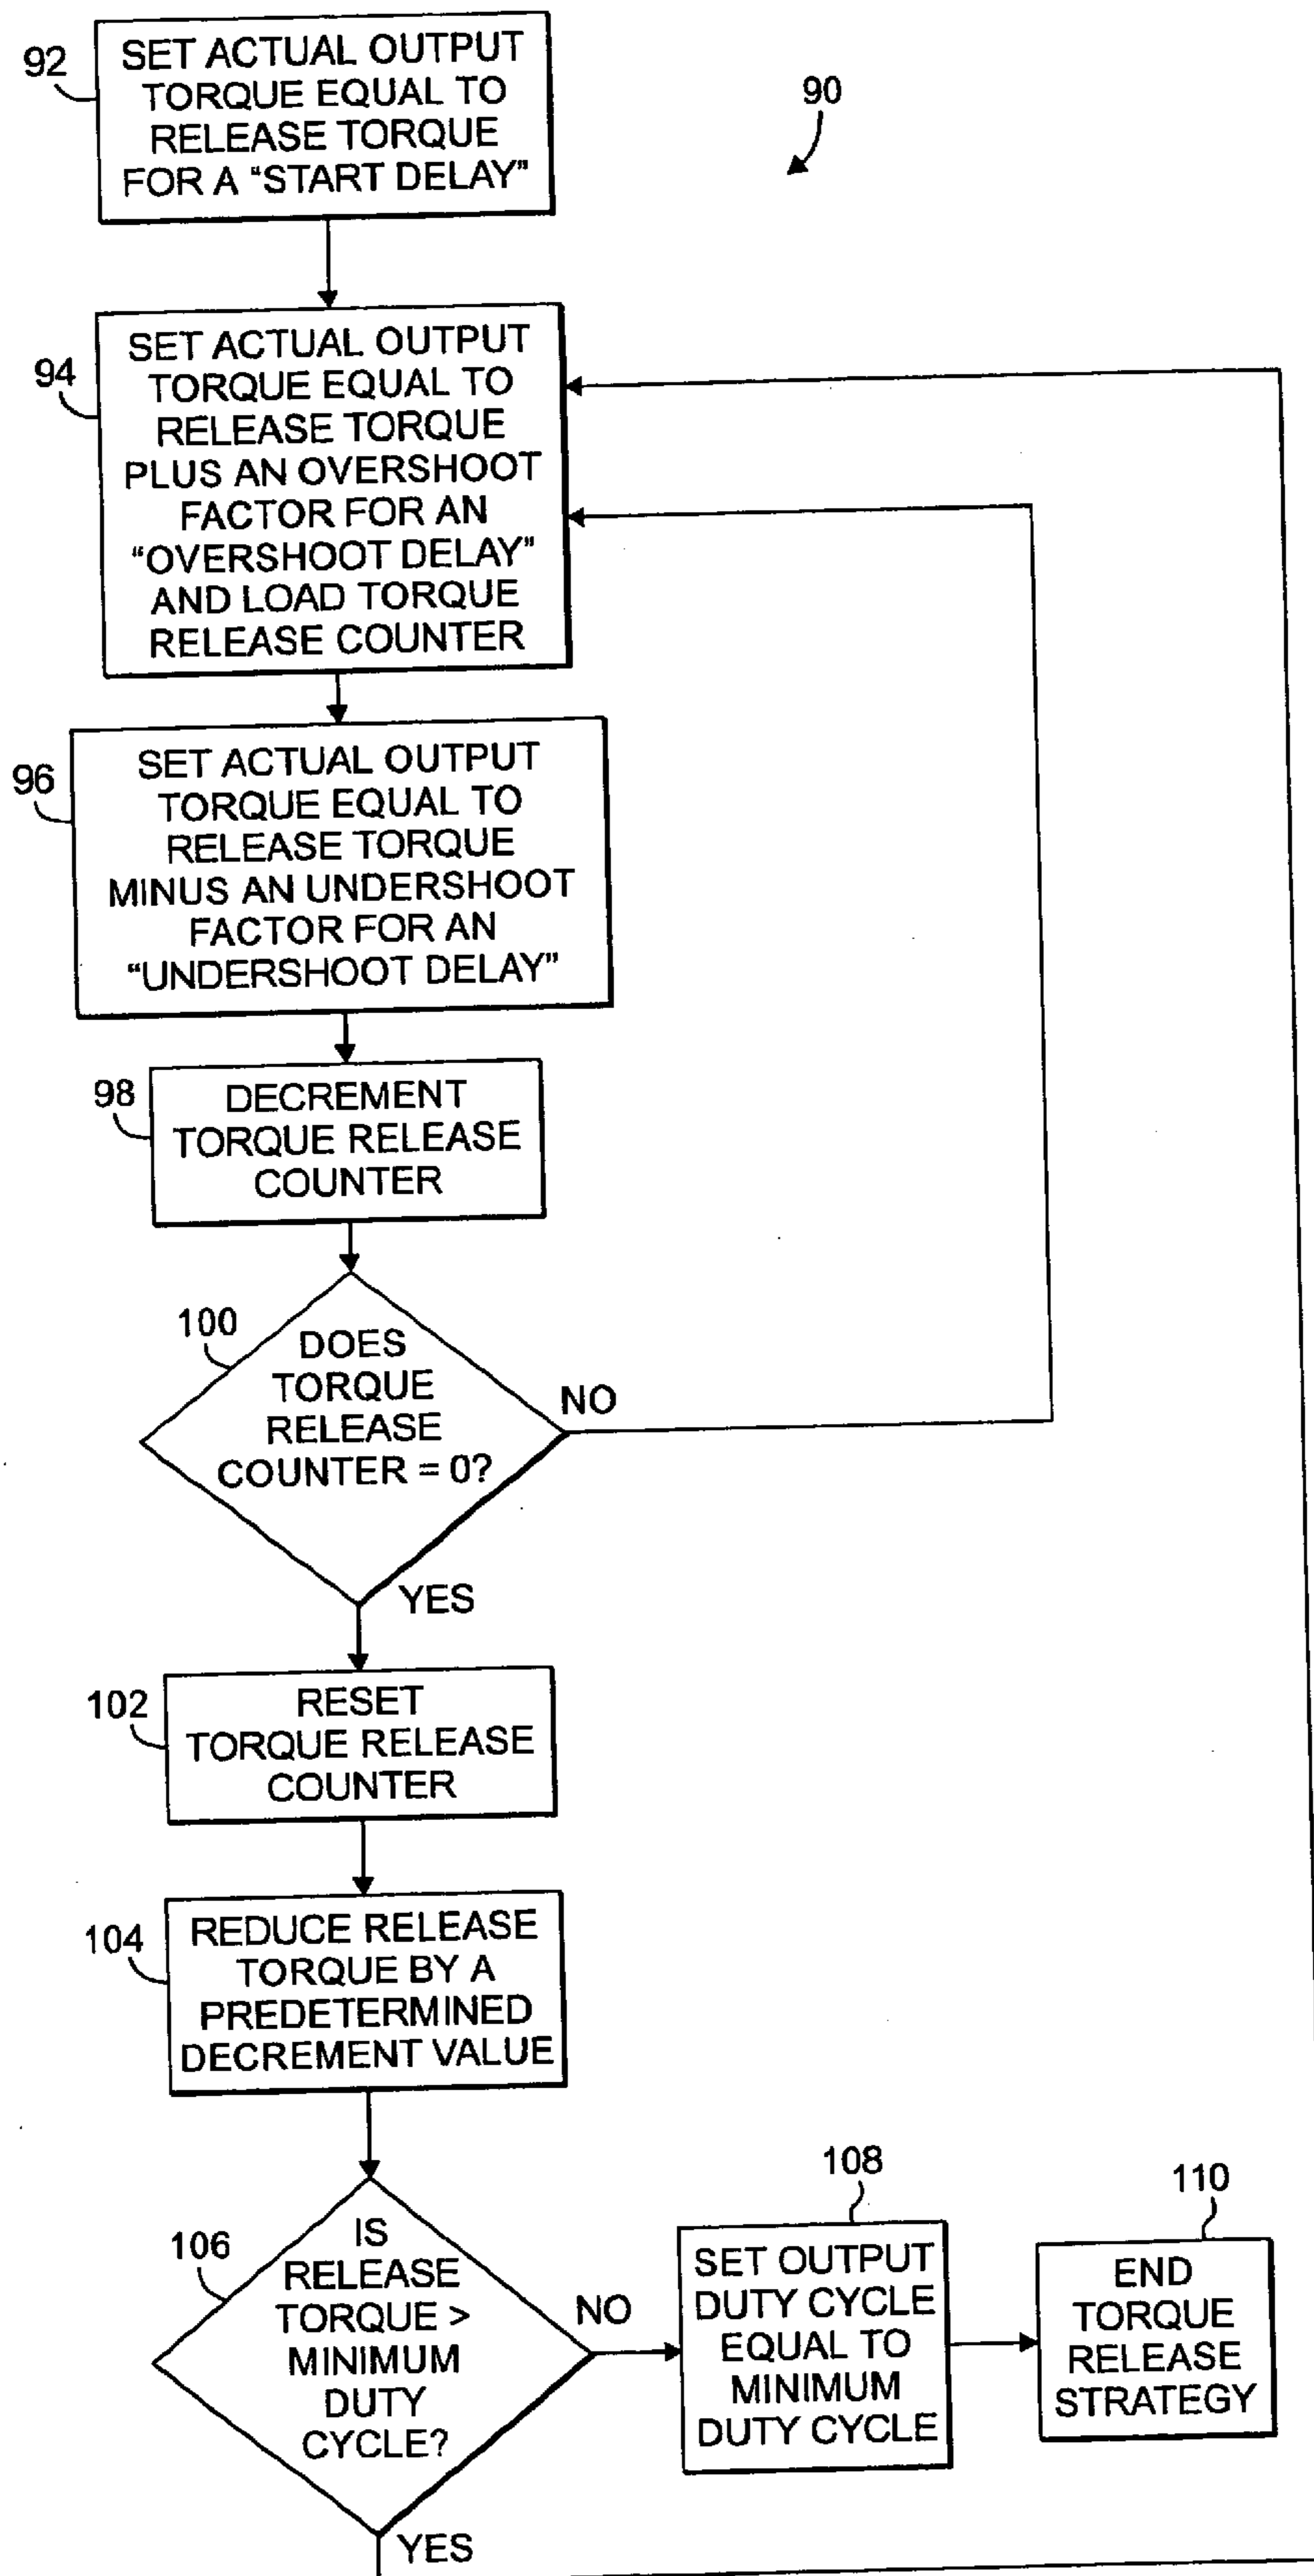 92
SET ACTUAL OUTPUT
TORQUE EQUAL TO
RELEASE TORQUE
FOR A "START DELAY"
90
94
SET ACTUAL OUTPUT
TORQUE EQUAL TO
RELEASE TORQUE
PLUS AN OVERSHOOT
FACTOR FOR AN
"OVERSHOOT DELAY"
AND LOAD TORQUE
RELEASE COUNTER
96
SET ACTUAL OUTPUT
TORQUE EQUAL TO
RELEASE TORQUE
MINUS AN UNDERSHOOT
FACTOR FOR AN
"UNDERSHOOT DELAY"
98
DECREMENT
TORQUE RELEASE
COUNTER
100
DOES
TORQUE
RELEASE
COUNTER = 0?
NO
YES
102
RESET
TORQUE RELEASE
COUNTER
104
REDUCE RELEASE
TORQUE BY A
PREDETERMINED
DECREMENT VALUE
106
IS
RELEASE
TORQUE >
MINIMUM
DUTY
CYCLE?
NO
YES
108
SET OUTPUT
DUTY CYCLE
EQUAL TO
MINIMUM
DUTY CYCLE
110
END
TORQUE
RELEASE
STRATEGY